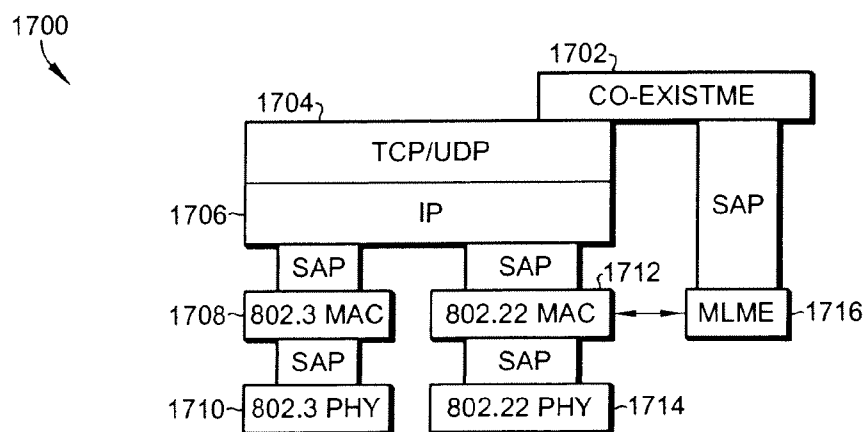 1700
1702
CO-EXISTME
1704
TCP/UDP
1706
IP
SAP
SAP
SAP
1712
1708
802.3 MAC
802.22 MAC
MLME
1716
SAP
SAP
1710
802.3 PHY
802.22 PHY
1714